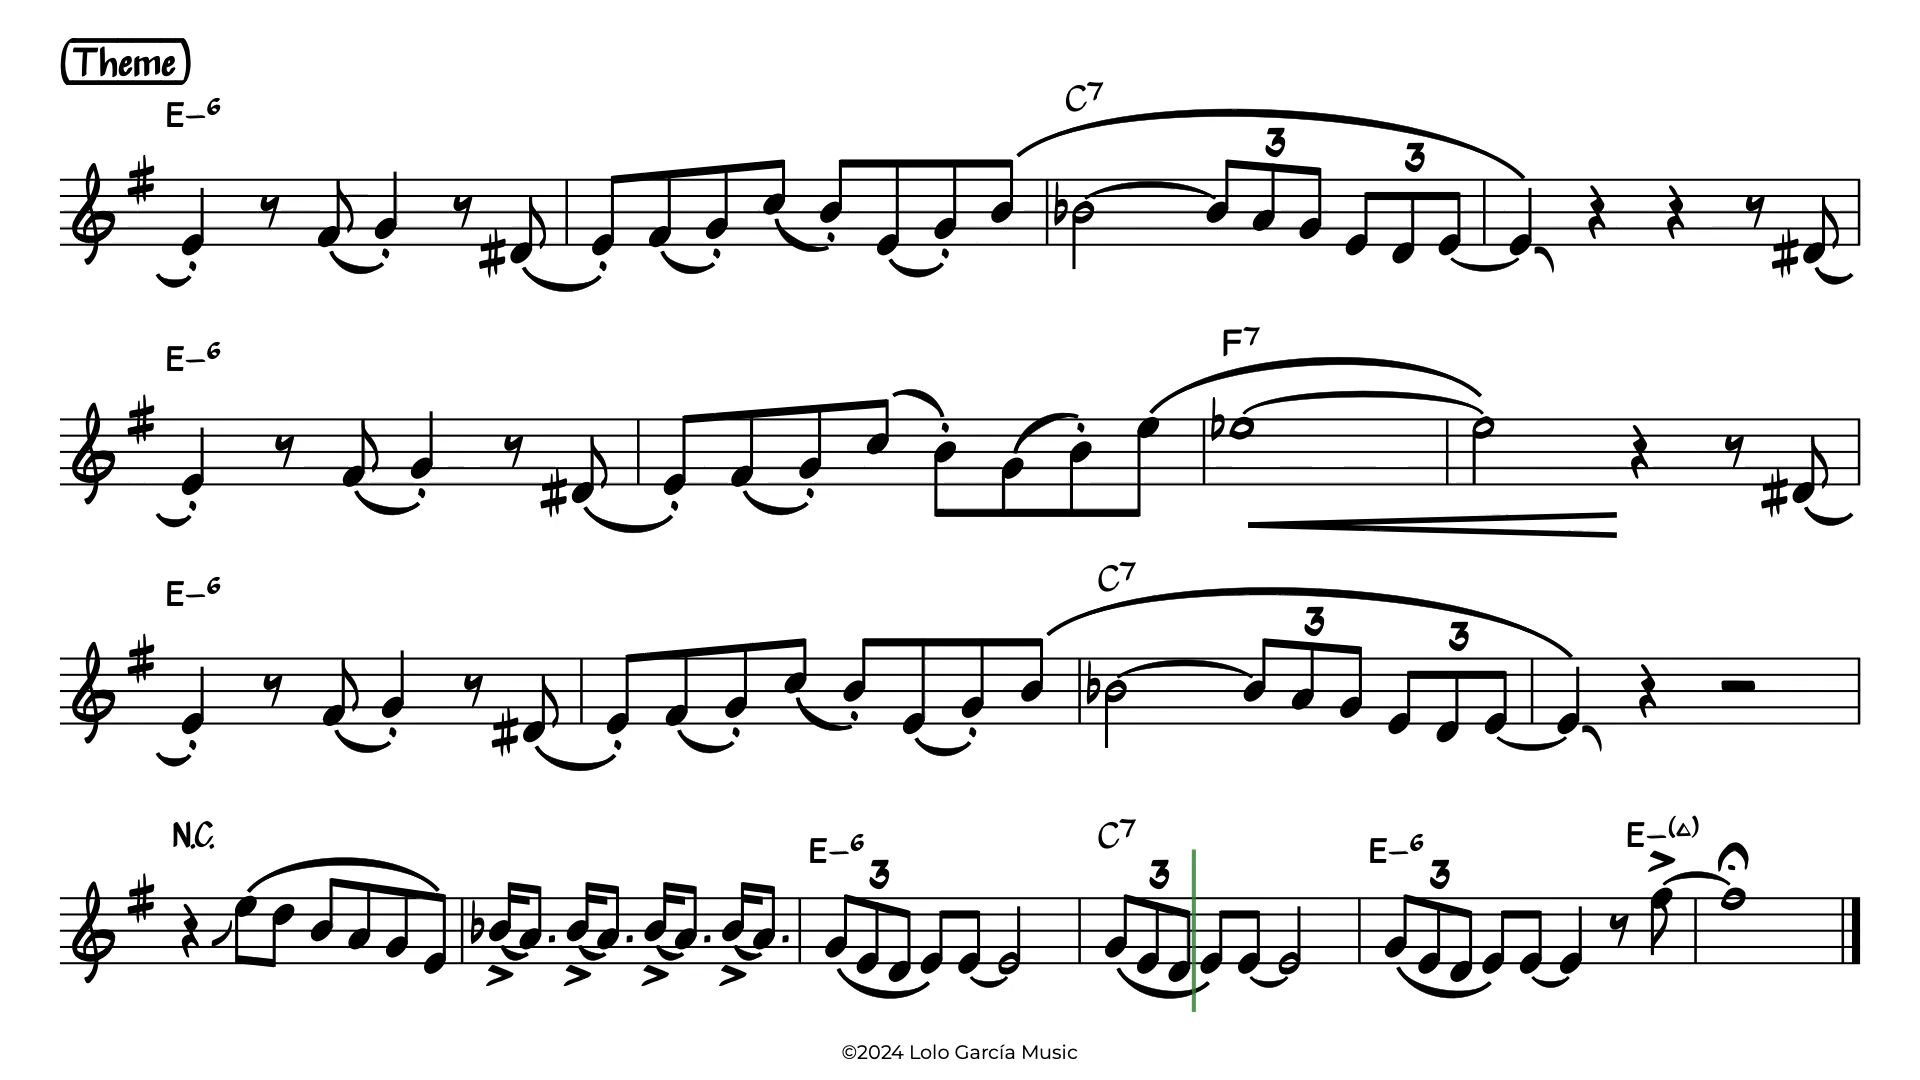 Theme
E–6 C7
3 3
E–6 F7
E–6 C7
3 3
N.C. E–6 C7 E–6 E–(△)
3 3 3
©2024 Lolo García Music